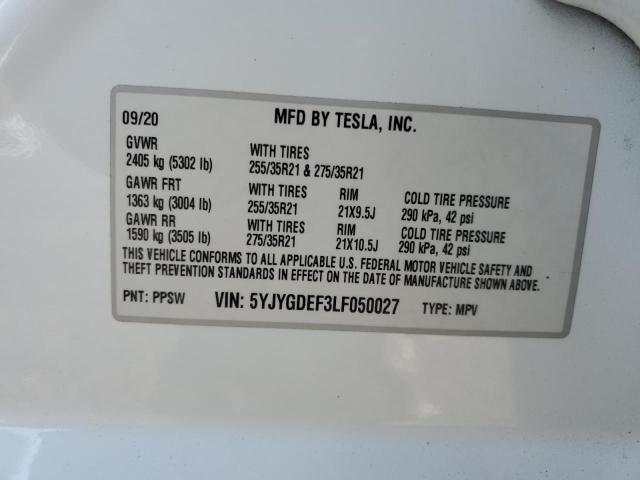 09/20 MFD BY TESLA, INC.
GVWR WITH TIRES
2405 kg (5302 lb) 255/35R21 & 275/35R21
GAWR FRT WITH TIRES RIM COLD TIRE PRESSURE
1363 kg (3004 lb) 255/35R21 21X9.5J 290 kPa, 42 psi
GAWR RR WITH TIRES RIM COLD TIRE PRESSURE
1590 kg (3505 lb) 275/35R21 21X10.5J 290 kPa, 42 psi
THIS VEHICLE CONFORMS TO ALL APPLICABLE U.S. FEDERAL MOTOR VEHICLE SAFETY AND
THEFT PREVENTION STANDARDS IN EFFECT ON THE DATE OF MANUFACTURE SHOWN ABOVE.
PNT: PPSW VIN: 5YJYGDEF3LF050027 TYPE: MPV